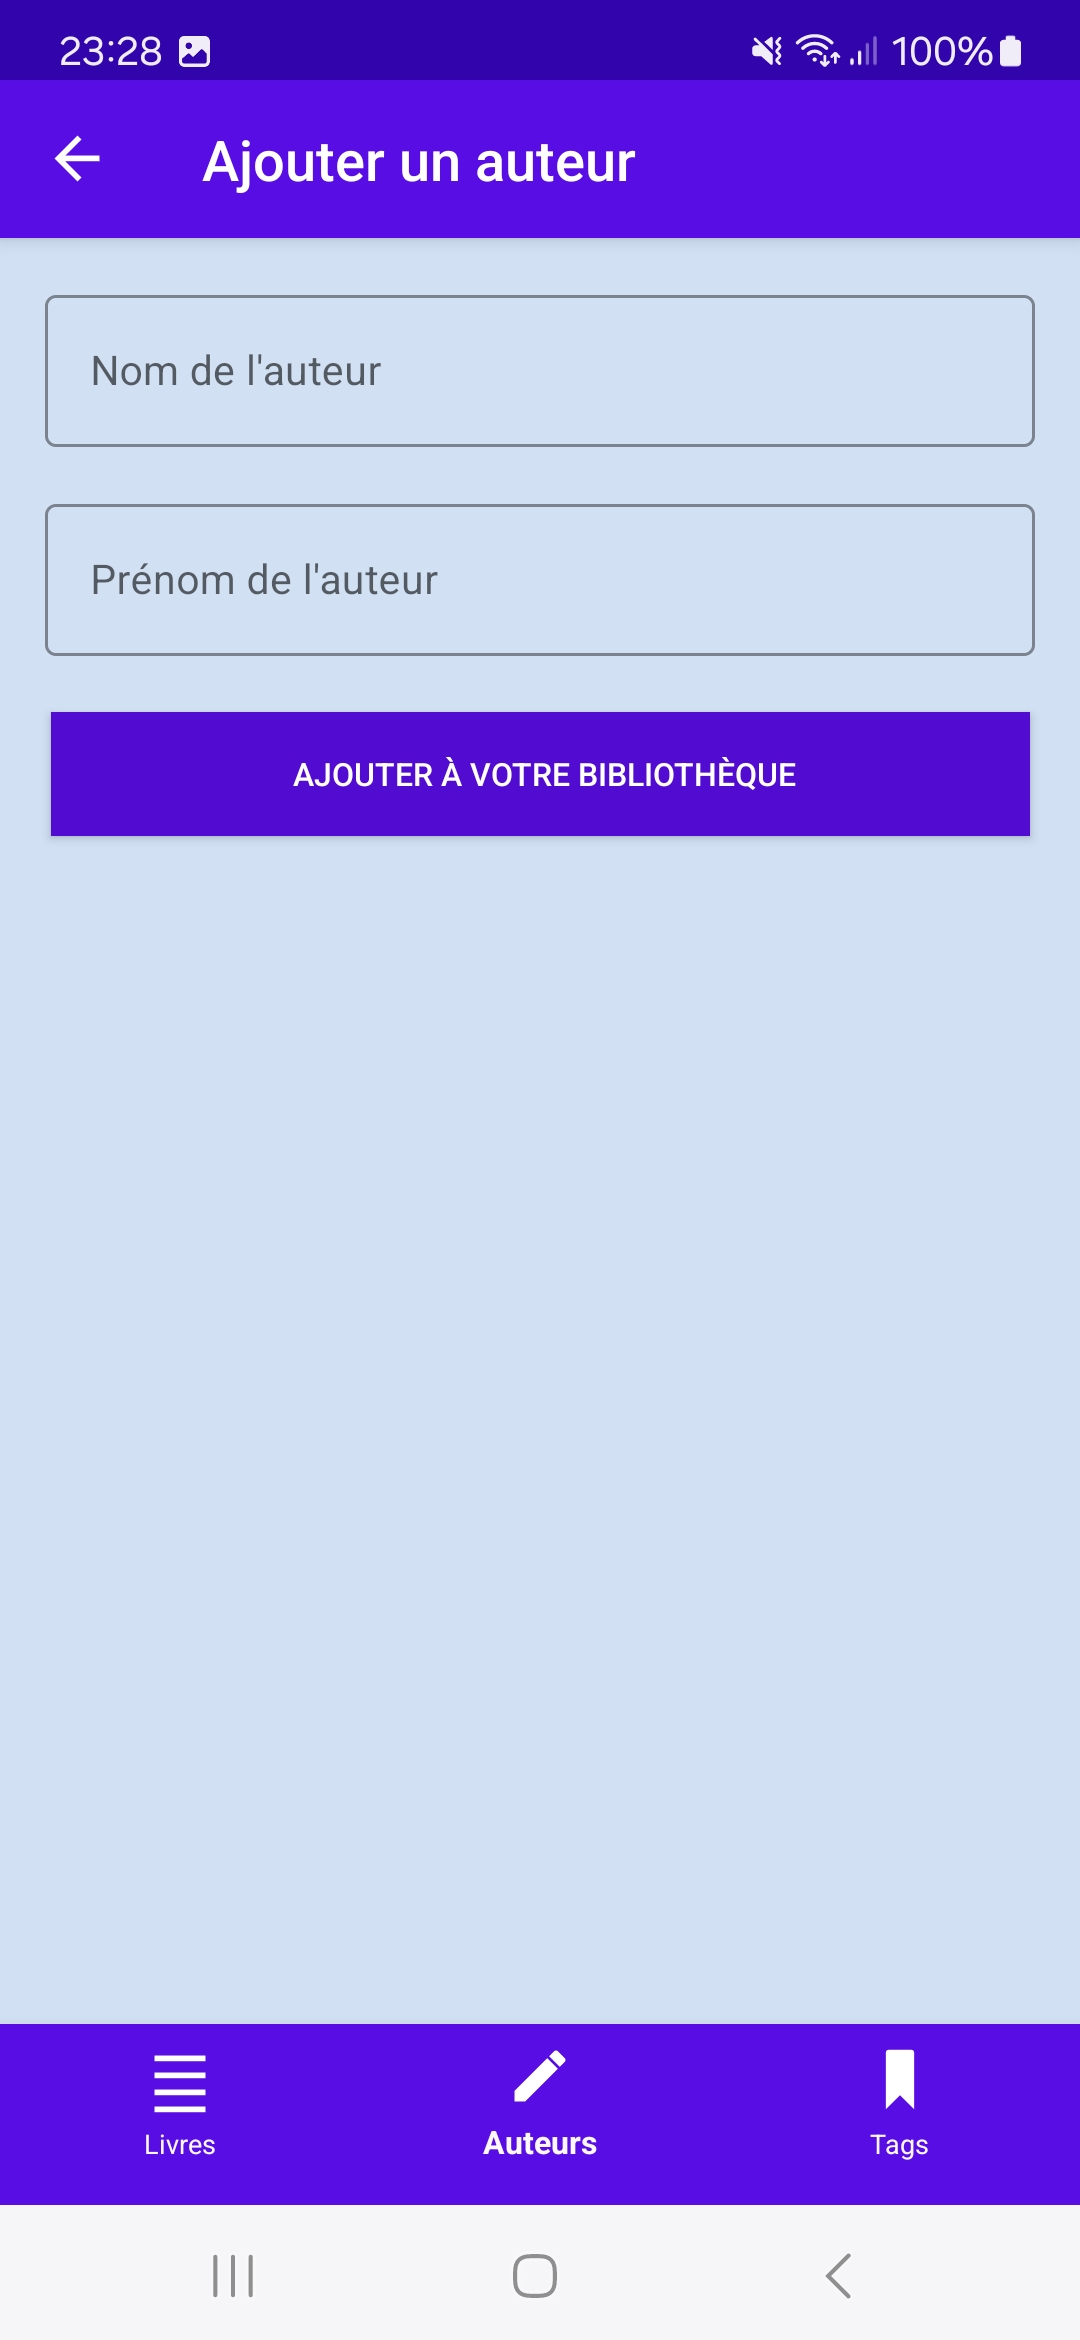 23:28
100%
Ajouter un auteur
Nom de l'auteur
Prénom de l'auteur
AJOUTER À VOTRE BIBLIOTHÈQUE
Livres
Auteurs
Tags